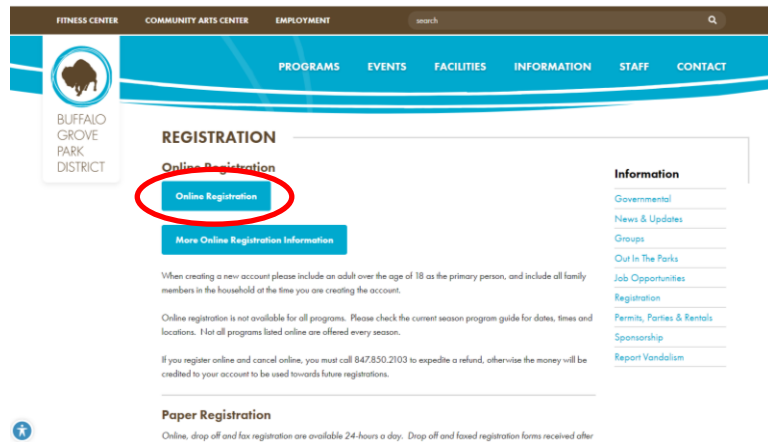 FITNESS CENTER COMMUNITY ARTS CENTER EMPLOYMENT search
PROGRAMS EVENTS FACILITIES INFORMATION STAFF CONTACT
BUFFALO
GROVE
PARK
DISTRICT
REGISTRATION
Online Registration
Online Registration
More Online Registration Information
When creating a new account please include an adult over the age of 18 as the primary person, and include all family
members in the household at the time you are creating the account.
Online registration is not available for all programs. Please check the current season program guide for dates, times and
locations. Not all programs listed online are offered every season.
If you register online and cancel online, you must call 847.850.2103 to expedite a refund, otherwise the money will be
credited to your account to be used towards future registrations.
Paper Registration
Online, drop off and fax registration are available 24-hours a day. Drop off and faxed registration forms received after
Information
Governmental
News & Updates
Groups
Out In The Parks
Job Opportunities
Registration
Permits, Parties & Rentals
Sponsorship
Report Vandalism